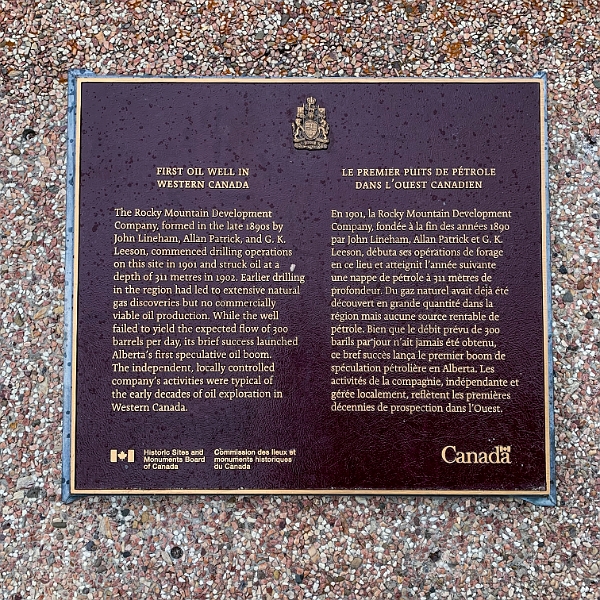 FIRST OIL WELL IN
WESTERN CANADA
The Rocky Mountain Development
Company, formed in the late 1890s by
John Lineham, Allan Patrick, and G. K.
Leeson, commenced drilling operations
on this site in 1901 and struck oil at a
depth of 311 metres in 1902. Earlier drilling
in the region had led to extensive natural
gas discoveries but no commercially
viable oil production. While the well
failed to yield the expected flow of 300
barrels per day, its brief success launched
Alberta's first speculative oil boom.
The independent, locally controlled
company's activities were typical of
the early decades of oil exploration in
Western Canada.
LE PREMIER PUITS DE PÉTROLE
DANS L'OUEST CANADIEN
En 1901, la Rocky Mountain Development
Company, fondée à la fin des années 1890
par John Lineham, Allan Patrick et G. K.
Leeson, débuta ses opérations de forage
en ce lieu et atteignit l'année suivante
une nappe de pétrole à 311 mètres de
profondeur. Du gaz naturel avait déjà été
découvert en grande quantité dans la
région mais aucune source rentable de
pétrole. Bien que le débit prévu de 300
barils par jour n'ait jamais été obtenu,
ce bref succès lança le premier boom de
spéculation pétrolière en Alberta. Les
activités de la compagnie, indépendante et
gérée localement, reflètent les premières
décennies de prospection dans l'Ouest.
Historic Sites and
Monuments Board
of Canada
Commission des lieux et
monuments historiques
du Canada
Canada